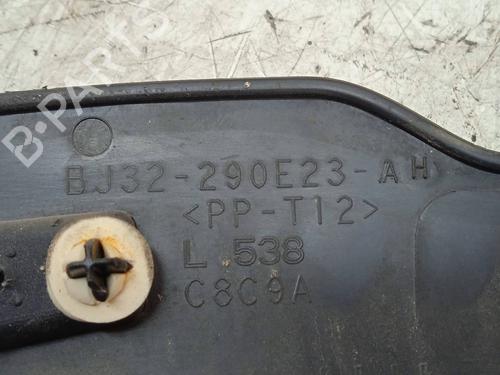 B-PARTS
BJ32-290E23-AH
<PP-T12>
L 538
C8C9A